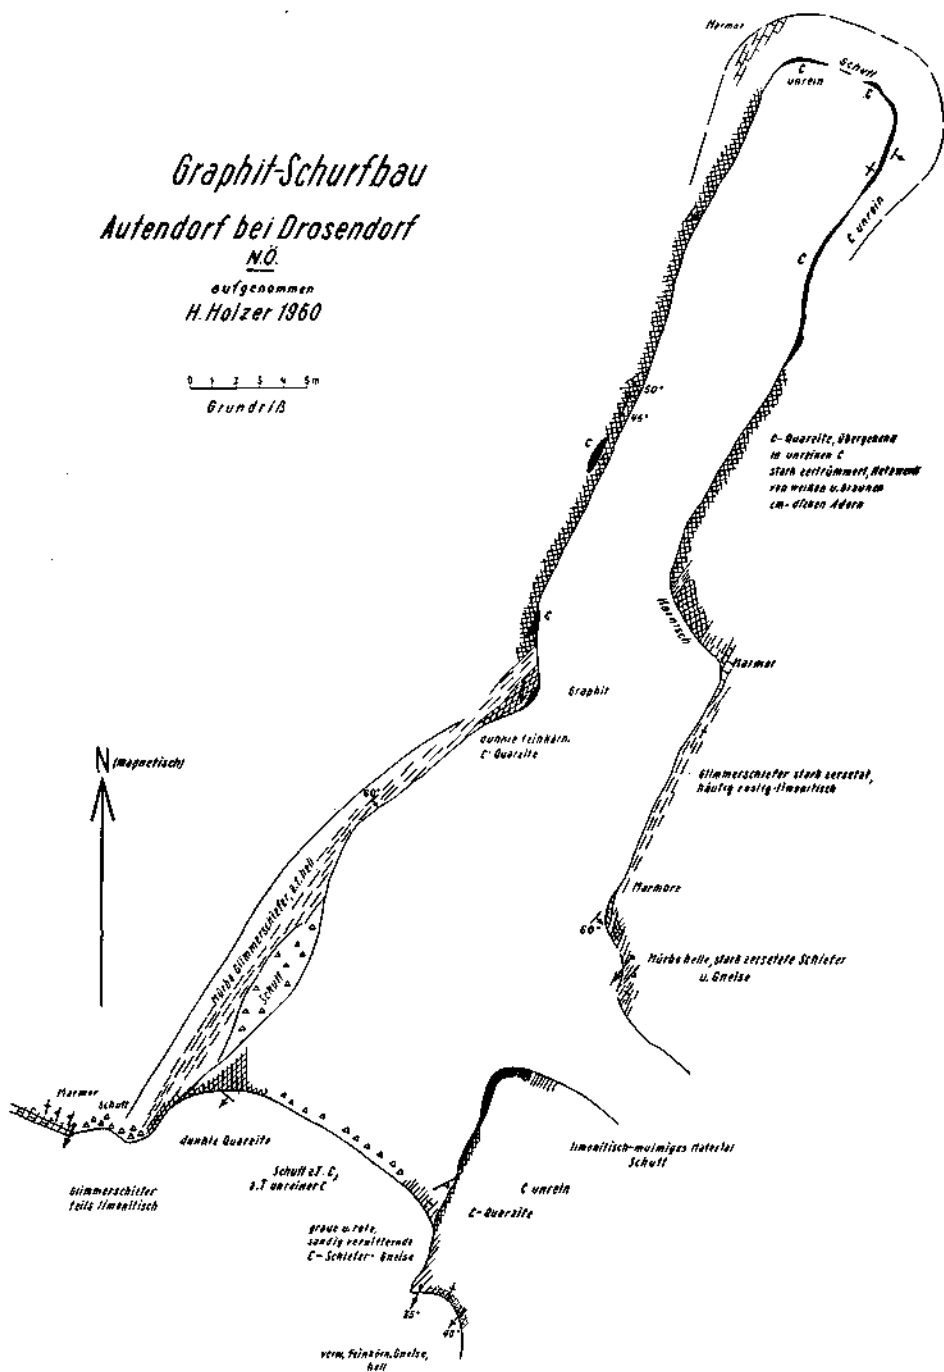 Marmor
C
unrein
Schutt
C
Graphit-Schurfbau
Autendorf bei Drosendorf
N.Ö.
aufgenommen
H. Holzer 1960
0 1 2 3 4 5m
Grundriß
C unrein
C
50°
45°
C
C-Quarzite, übergehend
in unreinen C
stark zertrümmert, Netzwerk
von weißen u. braunen
cm-dicken Adern
Harnisch
C
Marmor
Graphit
dunkle feinkörn.
C-Quarzite
N (magnetisch)
Glimmerschiefer stark zersetzt,
häufig rostig-limonitisch
60°
Mürbe Glimmerschiefer, z.T. hell
Schutt
Marmore
60°
Mürbe helle, stark zersetzte Schiefer
u. Gneise
Marmor
Schutt
dunkle Quarzite
limonitisch-mulmiges Material
Schutt
Glimmerschiefer
teils limonitisch
Schutt z.T. C,
z.T unreiner C
C unrein
C-Quarzite
graue u. rote,
sandig verwitternde
C-Schiefer-Gneise
85°
40°
verw. feinkörn. Gneise,
hell